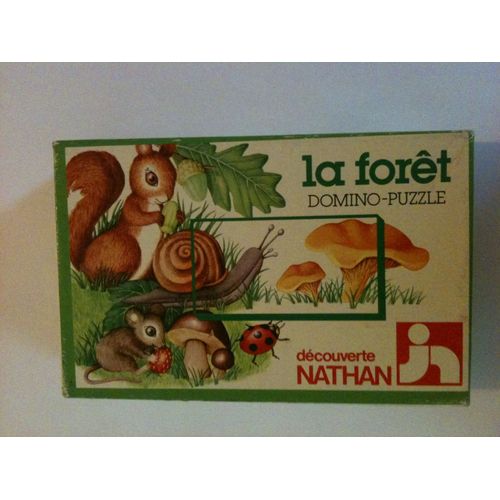 la forêt
DOMINO-PUZZLE
découverte
NATHAN